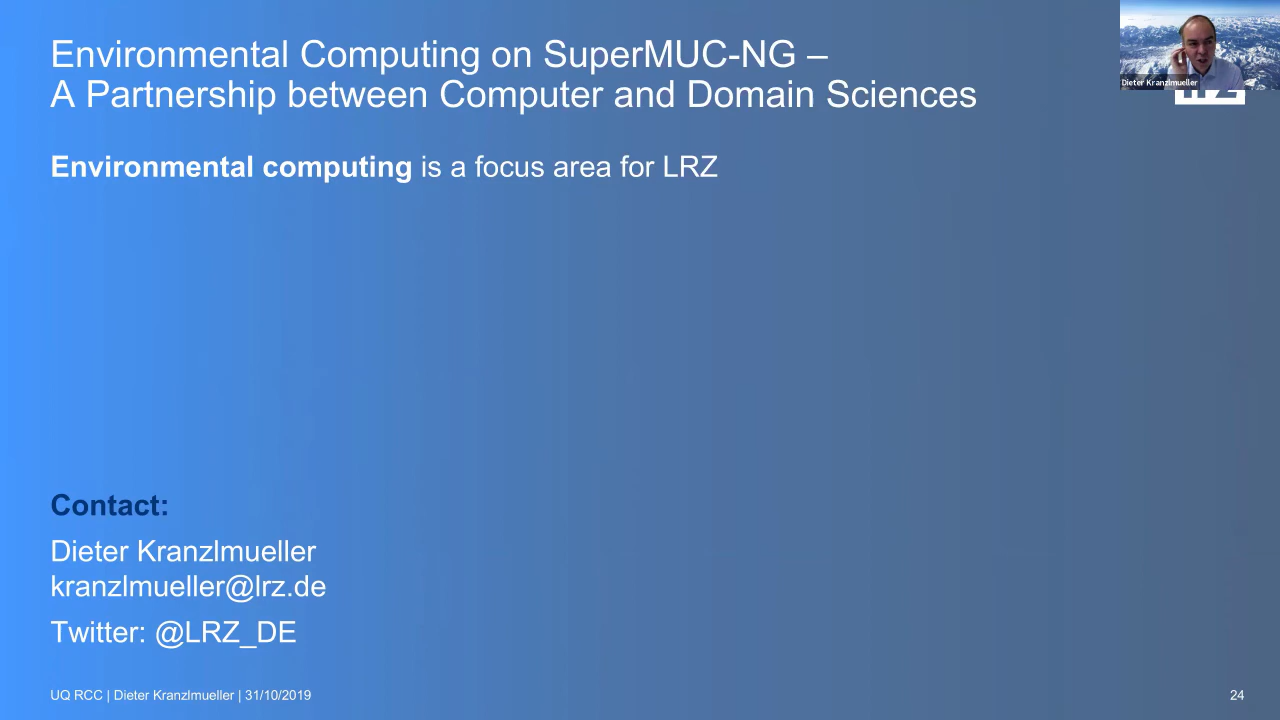 Environmental Computing on SuperMUC-NG –
A Partnership between Computer and Domain Sciences
Dieter Kranzlmueller
Environmental computing is a focus area for LRZ
Contact:
Dieter Kranzlmueller
kranzlmueller@lrz.de
Twitter: @LRZ_DE
UQ RCC | Dieter Kranzlmueller | 31/10/2019
24